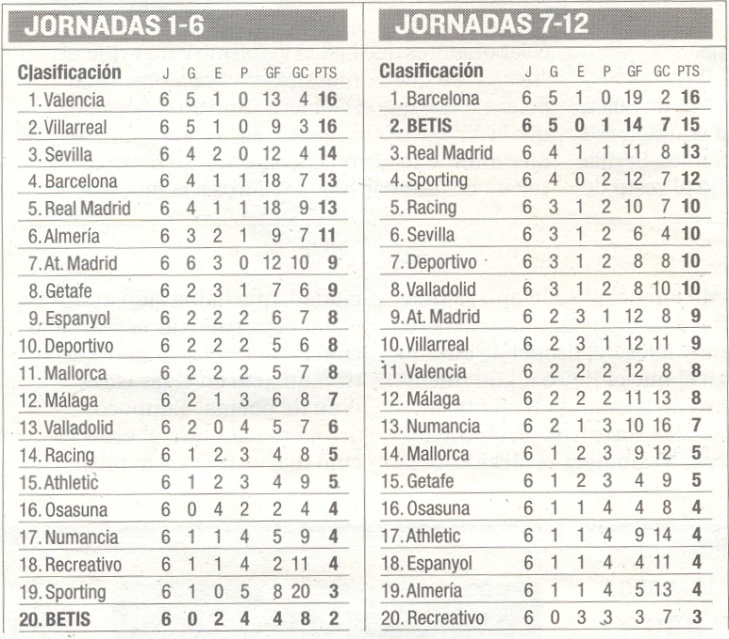 JORNADAS 1-6
Clasificación J G E P GF GC PTS
1. Valencia 6 5 1 0 13 4 16
2. Villarreal 6 5 1 0 9 3 16
3. Sevilla 6 4 2 0 12 4 14
4. Barcelona 6 4 1 1 18 7 13
5. Real Madrid 6 4 1 1 18 9 13
6. Almería 6 3 2 1 9 7 11
7. At. Madrid 6 6 3 0 12 10 9
8. Getafe 6 2 3 1 7 6 9
9. Espanyol 6 2 2 2 6 7 8
10. Deportivo 6 2 2 2 5 6 8
11. Mallorca 6 2 2 2 5 7 8
12. Málaga 6 2 1 3 6 8 7
13. Valladolid 6 2 0 4 5 7 6
14. Racing 6 1 2 3 4 8 5
15. Athletic 6 1 2 3 4 9 5
16. Osasuna 6 0 4 2 2 4 4
17. Numancia 6 1 1 4 5 9 4
18. Recreativo 6 1 1 4 2 11 4
19. Sporting 6 1 0 5 8 20 3
20. BETIS 6 0 2 4 4 8 2
JORNADAS 7-12
Clasificación J G E P GF GC PTS
1. Barcelona 6 5 1 0 19 2 16
2. BETIS 6 5 0 1 14 7 15
3. Real Madrid 6 4 1 1 11 8 13
4. Sporting 6 4 0 2 12 7 12
5. Racing 6 3 1 2 10 7 10
6. Sevilla 6 3 1 2 6 4 10
7. Deportivo 6 3 1 2 8 8 10
8. Valladolid 6 3 1 2 8 10 10
9. At. Madrid 6 2 3 1 12 8 9
10. Villarreal 6 2 3 1 12 11 9
11. Valencia 6 2 2 2 12 8 8
12. Málaga 6 2 2 2 11 13 8
13. Numancia 6 2 1 3 10 16 7
14. Mallorca 6 1 2 3 9 12 5
15. Getafe 6 1 2 3 4 9 5
16. Osasuna 6 1 1 4 4 8 4
17. Athletic 6 1 1 4 9 14 4
18. Espanyol 6 1 1 4 4 11 4
19. Almería 6 1 1 4 5 13 4
20. Recreativo 6 0 3 3 3 7 3